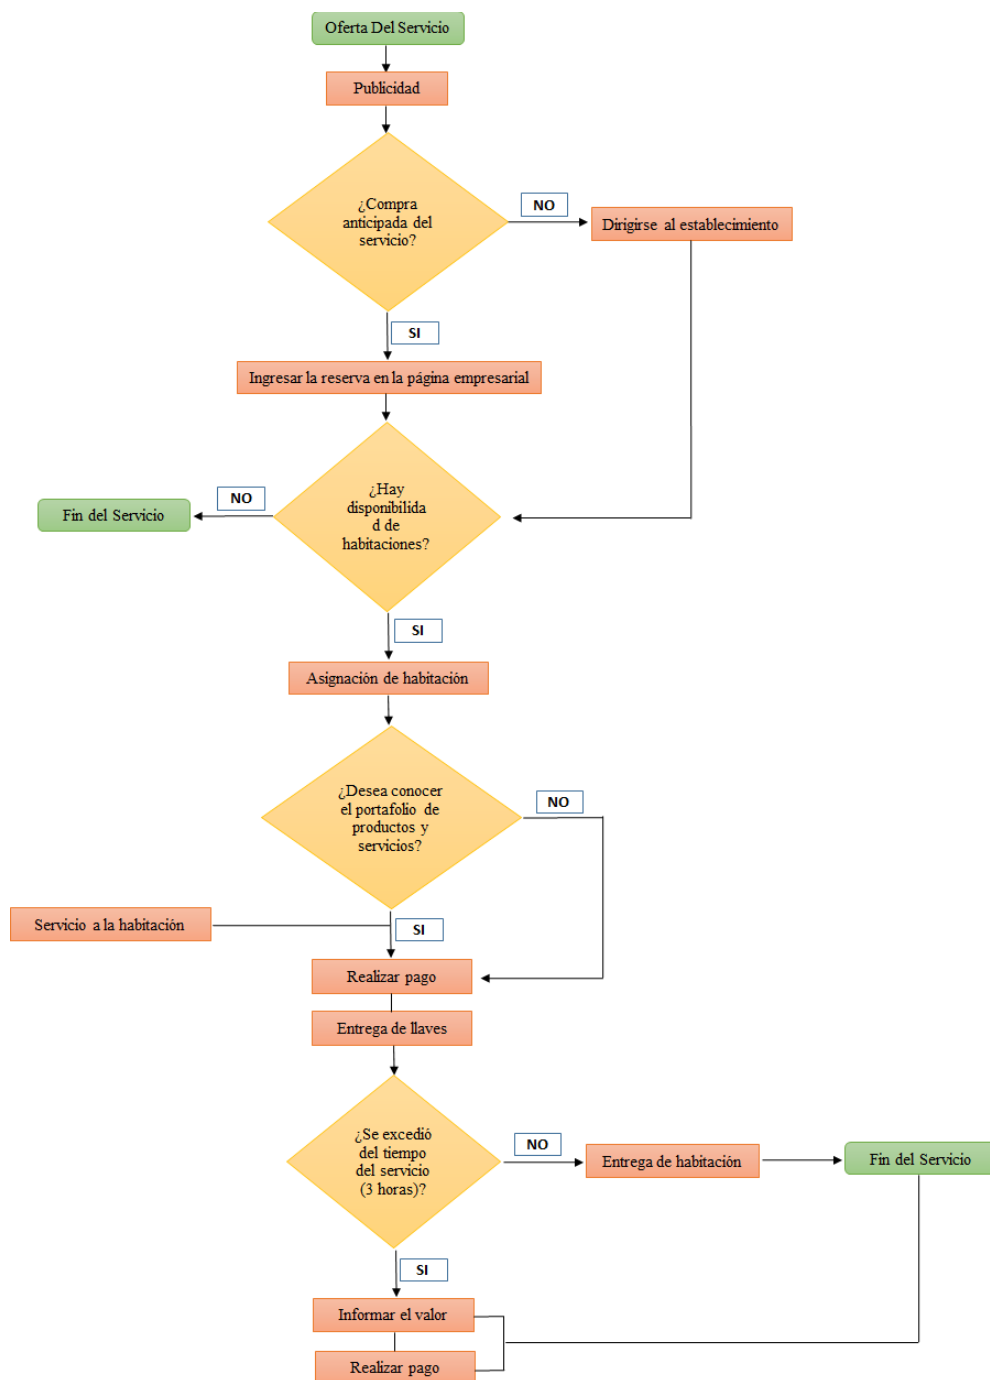 Oferta Del Servicio
Publicidad
¿Compra
anticipada del
servicio?
NO
Dirigirse al establecimiento
SI
Ingresar la reserva en la página empresarial
¿Hay
disponibilida
d de
habitaciones?
NO
Fin del Servicio
SI
Asignación de habitación
¿Desea conocer
el portafolio de
productos y
servicios?
NO
Servicio a la habitación
SI
Realizar pago
Entrega de llaves
¿Se excedió
del tiempo
del servicio
(3 horas)?
NO
Entrega de habitación
Fin del Servicio
SI
Informar el valor
Realizar pago